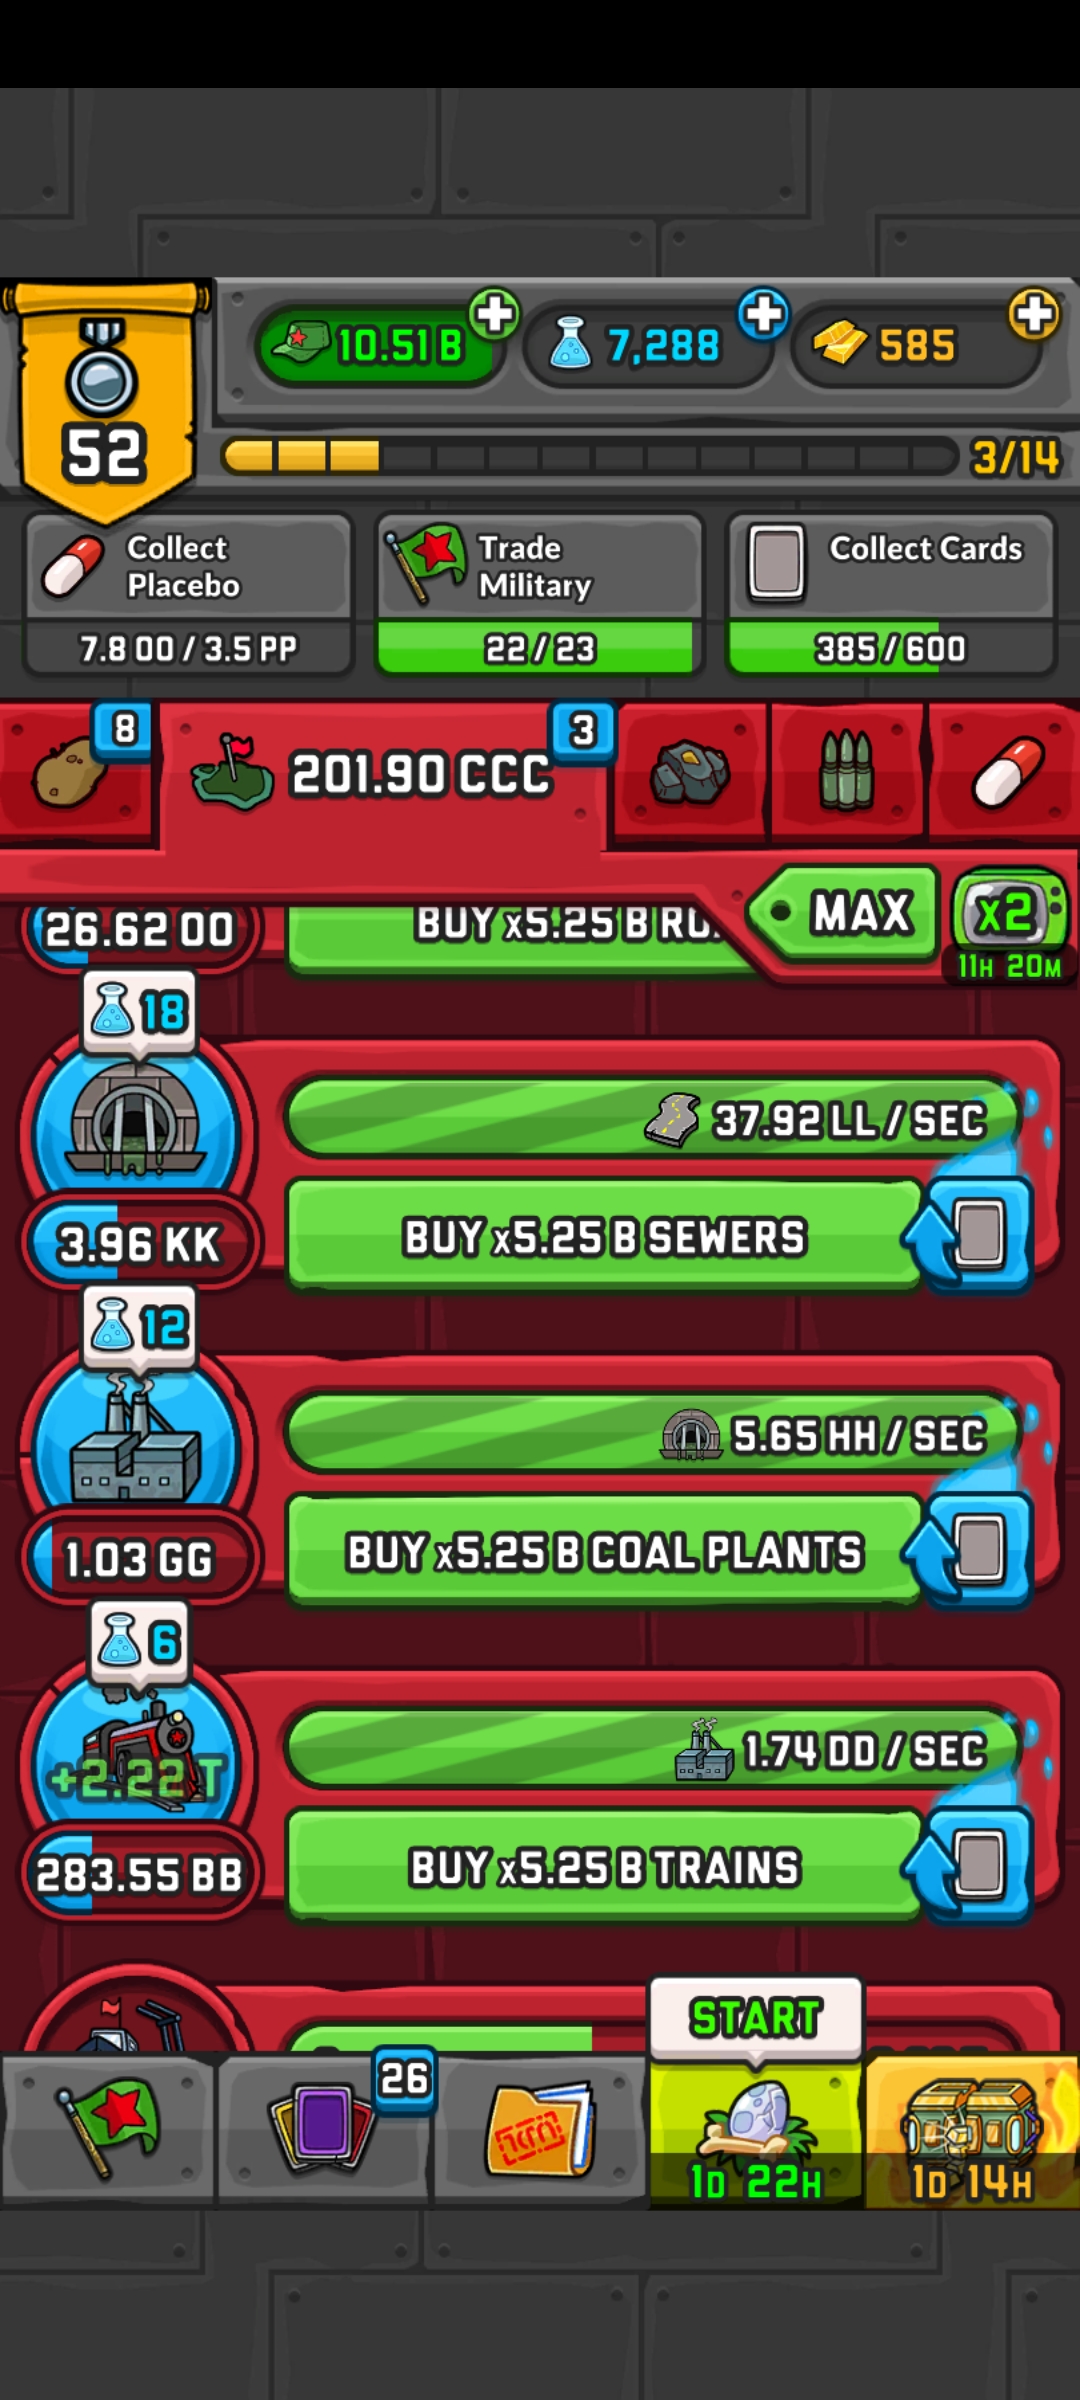 10.51 B
7,288
585
52
3/14
Collect
Placebo
7.8 OO / 3.5 PP
Trade
Military
22 / 23
Collect Cards
385 / 600
8
201.90 CCC
3
MAX
x2
11H 20M
26.62 OO
BUY x5.25 B
18
37.92 LL / SEC
3.96 KK
BUY x5.25 B SEWERS
12
5.65 HH / SEC
1.03 GG
BUY x5.25 B COAL PLANTS
6
1.74 DD / SEC
+2.22 T
283.55 BB
BUY x5.25 B TRAINS
START
26
1D 22H
1D 14H